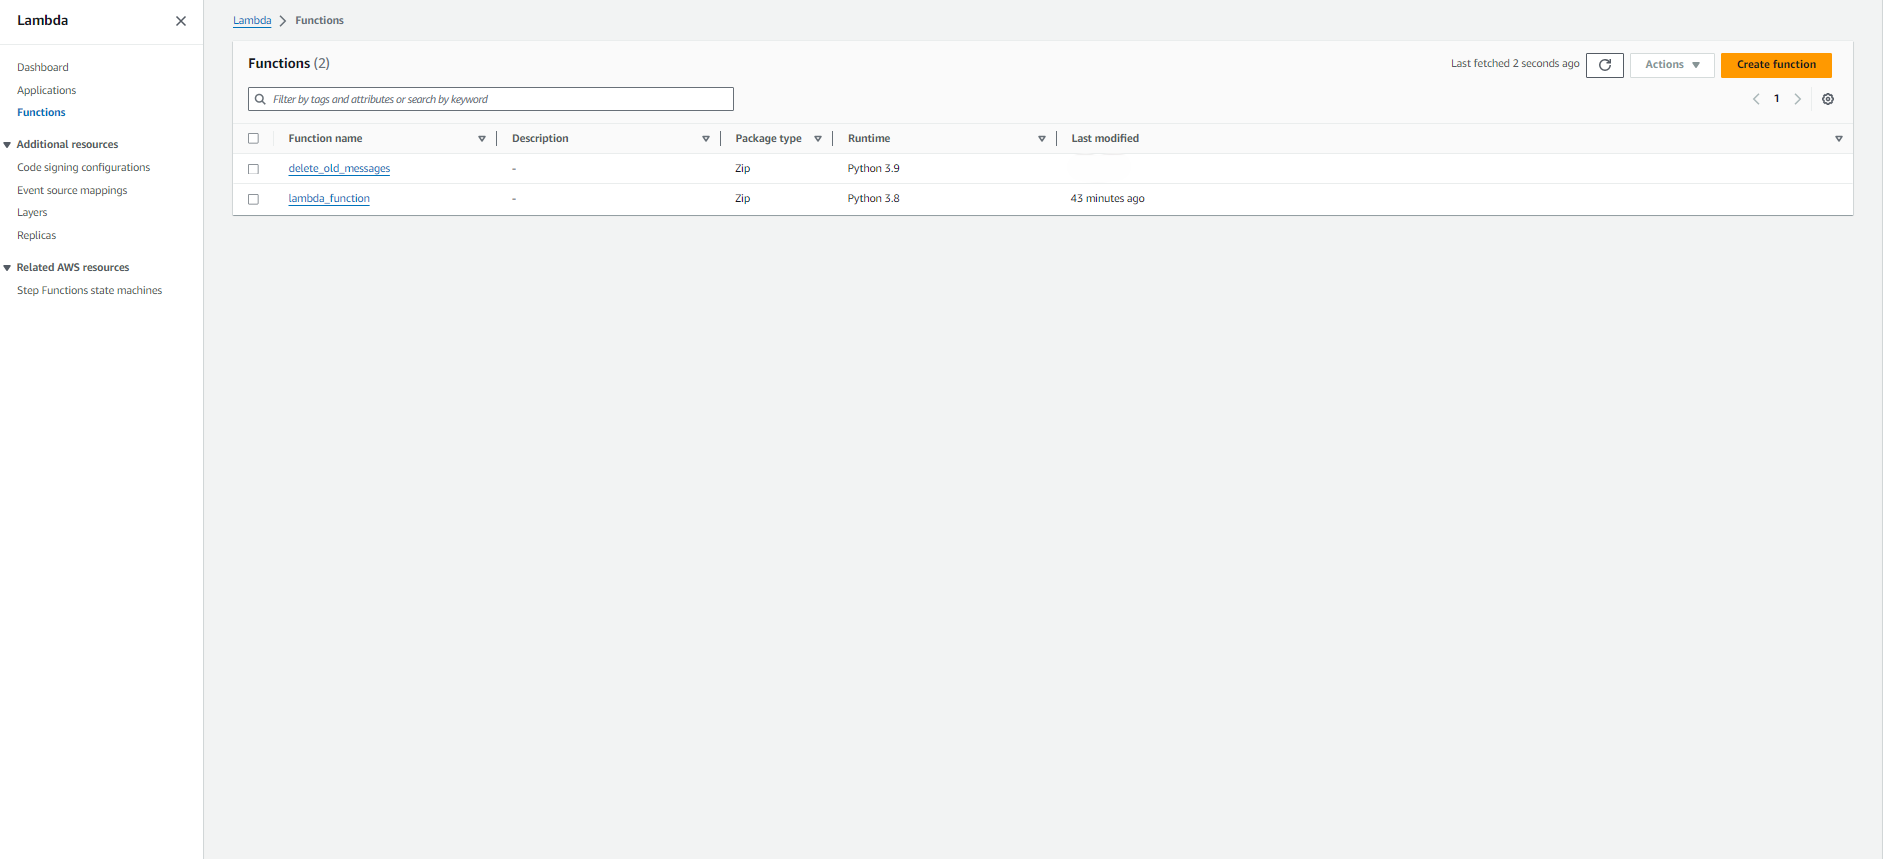 Lambda
Dashboard
Applications
Functions
Additional resources
Code signing configurations
Event source mappings
Layers
Replicas
Related AWS resources
Step Functions state machines
Lambda Functions
Functions (2)
Last fetched 2 seconds ago Actions Create function
Filter by tags and attributes or search by keyword 1
Function name Description Package type Runtime Last modified
delete_old_messages - Zip Python 3.9
lambda_function - Zip Python 3.8 43 minutes ago